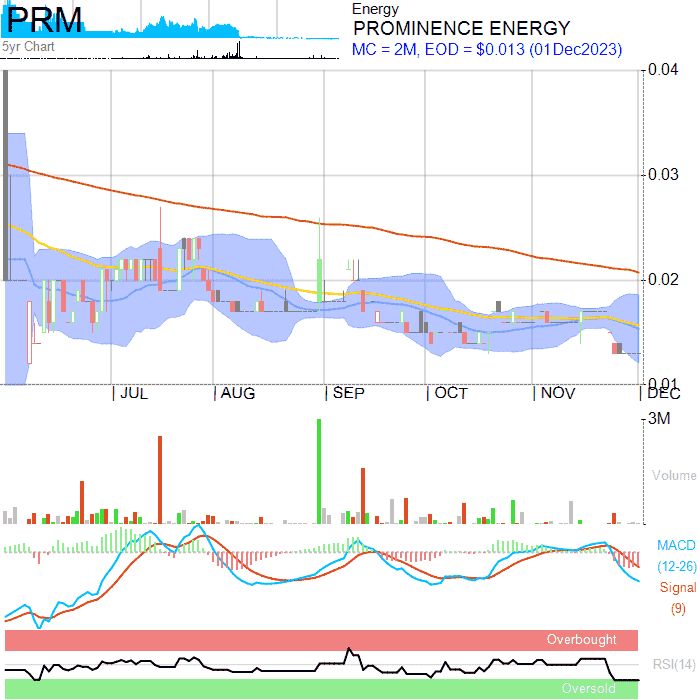 PRM
5yr Chart
Energy
PROMINENCE ENERGY
MC = 2M, EOD = $0.013 (01Dec2023)
0.04
0.03
0.02
0.01
| JUL
| AUG
| SEP
| OCT
| NOV
| DEC
3M
Volume
MACD
(12-26)
Signal
(9)
Overbought
RSI(14)
Oversold